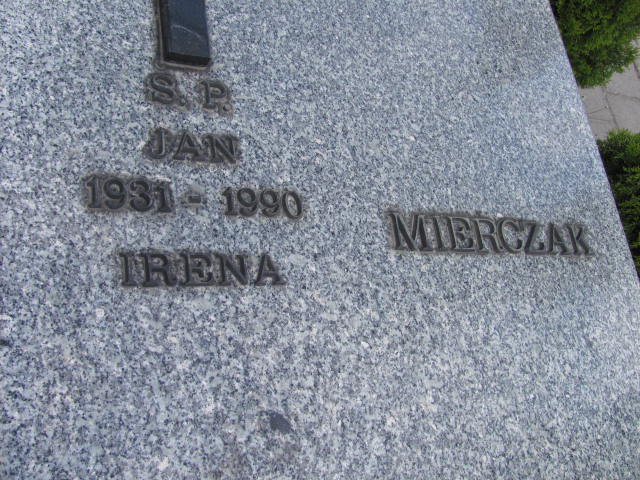 S. P.
JAN
1931 - 1990
IRENA
MIERCZAK